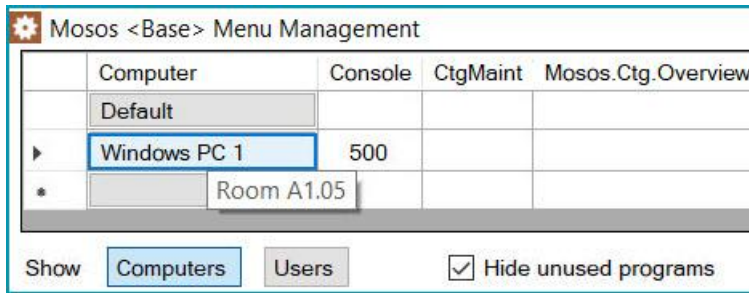 Mosos <Base> Menu Management
Computer Console CtgMaint Mosos.Ctg.Overview
Default
Windows PC 1 500
Room A1.05
Show Computers Users Hide unused programs